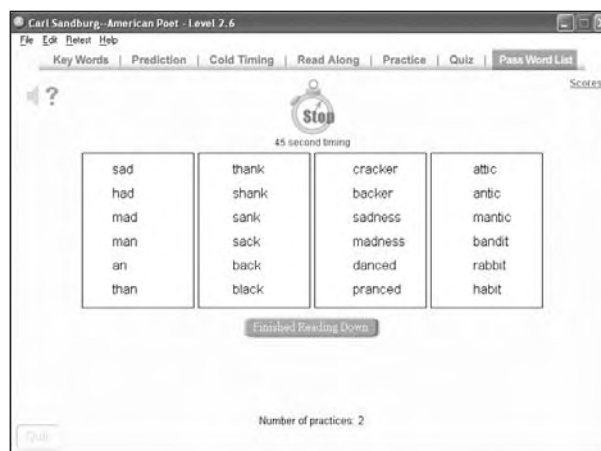 Carl Sandburg--American Poet - Level 2.6
File Edit Retest Help
Key Words | Prediction | Cold Timing | Read Along | Practice | Quiz | Pass Word List
Scores
?
Stop
45 second timing
sad thank cracker attic
had shank backer antic
mad sank sadness mantic
man sack madness bandit
an back danced rabbit
than black pranced habit
Finished Reading Down
Number of practices: 2
Quit